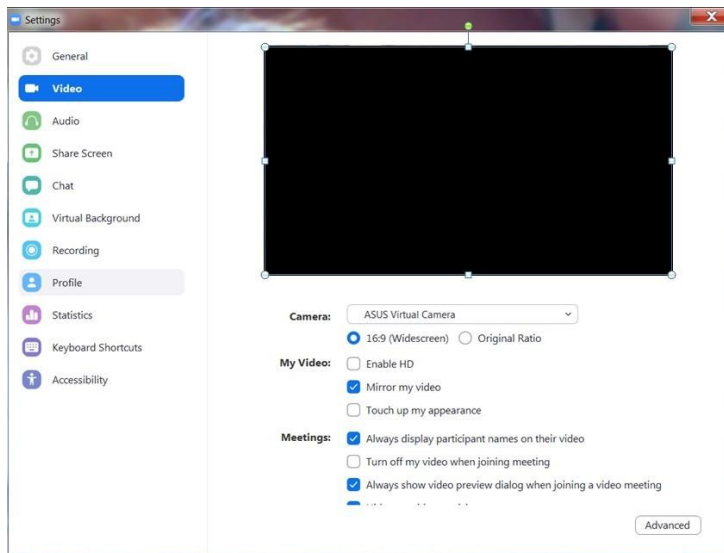 Settings
General
Video
Audio
Share Screen
Chat
Virtual Background
Recording
Profile
Statistics
Keyboard Shortcuts
Accessibility
Camera: ASUS Virtual Camera
16:9 (Widescreen) Original Ratio
My Video: Enable HD
Mirror my video
Touch up my appearance
Meetings: Always display participant names on their video
Turn off my video when joining meeting
Always show video preview dialog when joining a video meeting
Advanced